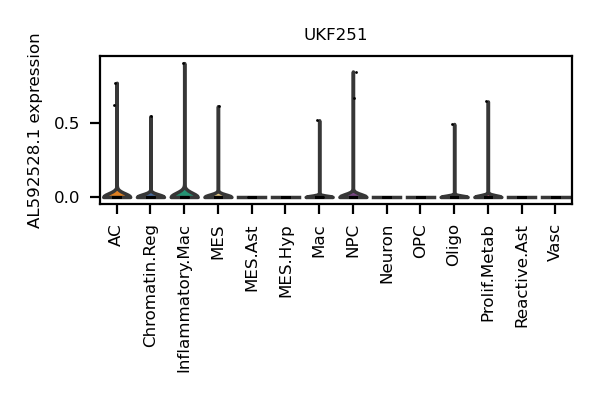 UKF251
AL592528.1 expression
0.5
0.0
AC
Chromatin.Reg
Inflammatory.Mac
MES
MES.Ast
MES.Hyp
Mac
NPC
Neuron
OPC
Oligo
Prolif.Metab
Reactive.Ast
Vasc